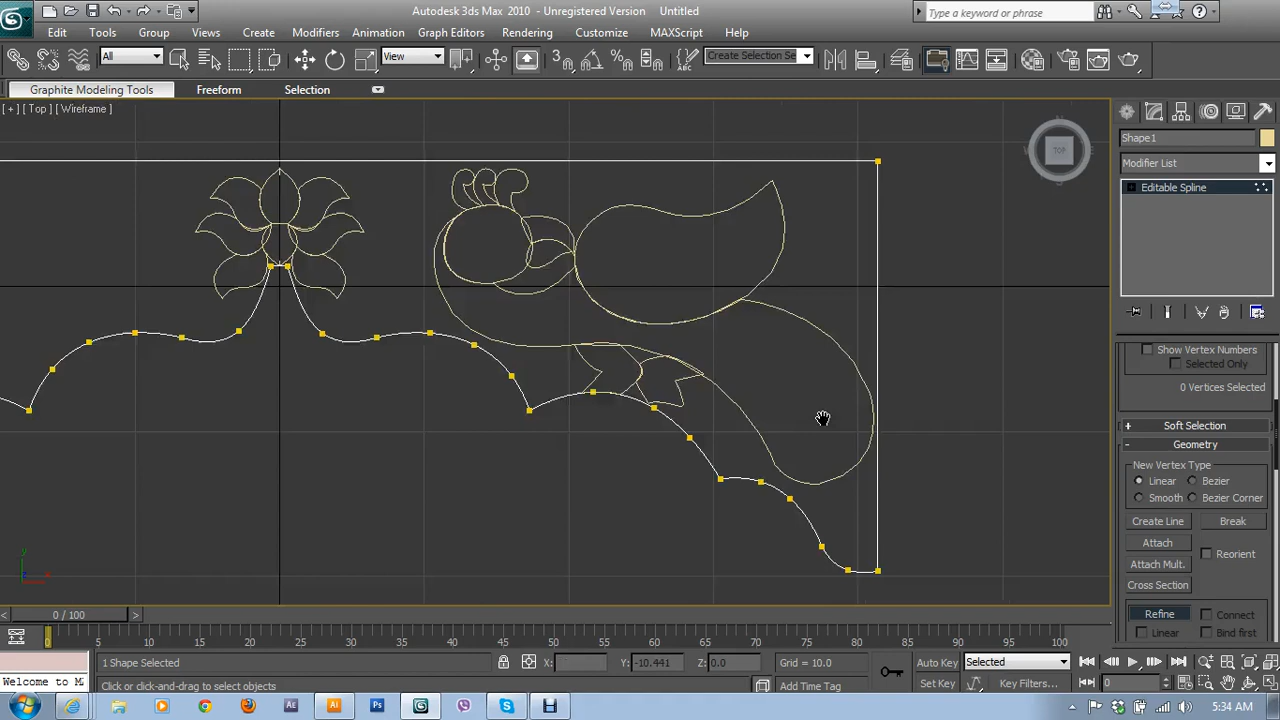 Autodesk 3ds Max 2010 - Unregistered Version Untitled
Type a keyword or phrase
Edit Tools Group Views Create Modifiers Animation Graph Editors Rendering Customize MAXScript Help
All View Create Selection Se
Graphite Modeling Tools Freeform Selection
[ + ] [ Top ] [ Wireframe ]
TOP
Shape1
Modifier List
Editable Spline
Show Vertex Numbers
Selected Only
0 Vertices Selected
+ Soft Selection
- Geometry
New Vertex Type
Linear Bezier
Smooth Bezier Corner
Create Line Break
Attach Reorient
Attach Mult.
Cross Section
Refine Connect
Linear Bind first
y
x
< 0 / 100 >
0 5 10 15 20 25 30 35 40 45 50 55 60 65 70 75 80 85 90 95 100
1 Shape Selected X: Y: -10.441 Z: 0.0 Grid = 10.0 Auto Key Selected
Welcome to M Click or click-and-drag to select objects Add Time Tag Set Key Key Filters... 0
5:34 AM